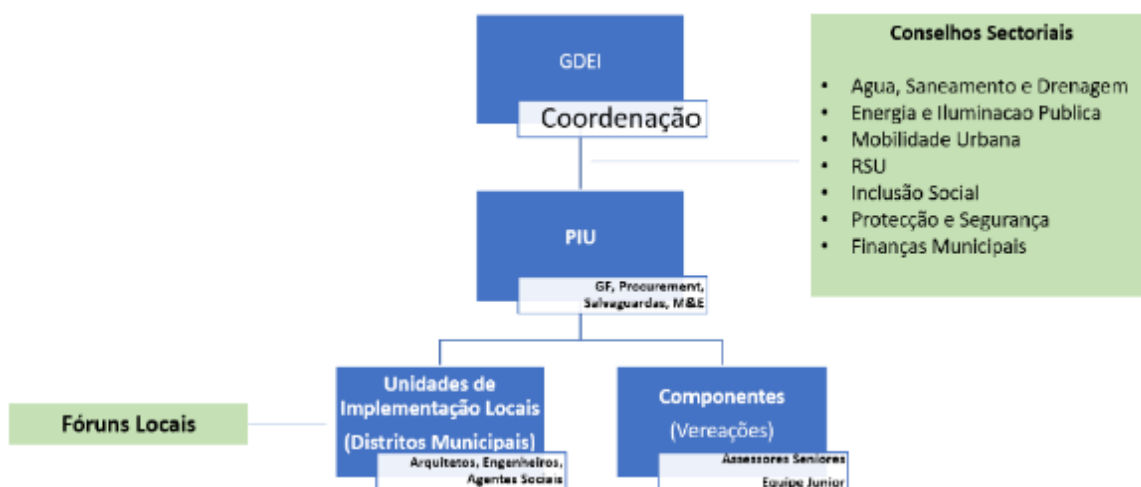 GDEI
Coordenação
Conselhos Sectoriais
• Agua, Saneamento e Drenagem
• Energia e Iluminacao Publica
• Mobilidade Urbana
• RSU
• Inclusão Social
• Protecção e Segurança
• Finanças Municipais
PIU
GF, Procurement,
Salvaguardas, M&E
Fóruns Locais
Unidades de
Implementação Locais
(Distritos Municipais)
Arquitetos, Engenheiros,
Agentes Sociais
Componentes
(Vereações)
Assessores Seniores
Equipe Junior